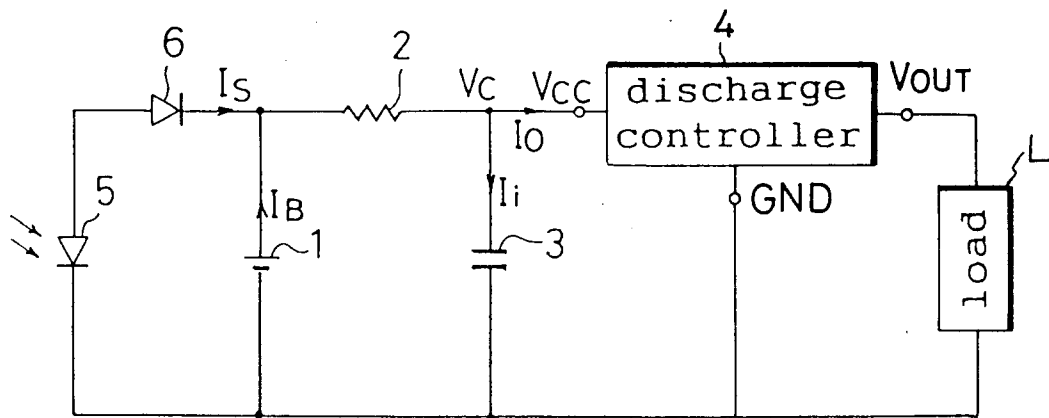 6
IS
2
VC
IO
VCC
4
discharge
controller
VOUT
L
5
IB
1
Ii
3
GND
load